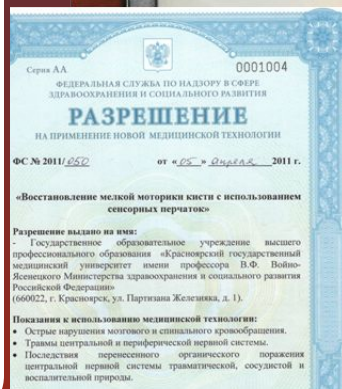 Серия АА 0001004
ФЕДЕРАЛЬНАЯ СЛУЖБА ПО НАДЗОРУ В СФЕРЕ
ЗДРАВООХРАНЕНИЯ И СОЦИАЛЬНОГО РАЗВИТИЯ
РАЗРЕШЕНИЕ
НА ПРИМЕНЕНИЕ НОВОЙ МЕДИЦИНСКОЙ ТЕХНОЛОГИИ
ФС № 2011/050 от «05» апреля 2011 г.
«Восстановление мелкой моторики кисти с использованием
сенсорных перчаток»
Разрешение выдано на имя:
- Государственное образовательное учреждение высшего
профессионального образования «Красноярский государственный
медицинский университет имени профессора В.Ф. Войно-
Ясенецкого Министерства здравоохранения и социального развития
Российской Федерации»
(660022, г. Красноярск, ул. Партизана Железняка, д. 1).
Показания к использованию медицинской технологии:
• Острые нарушения мозгового и спинального кровообращения.
• Травмы центральной и периферической нервной системы.
• Последствия перенесенного органического поражения
центральной нервной системы травматической, сосудистой и
воспалительной природы.